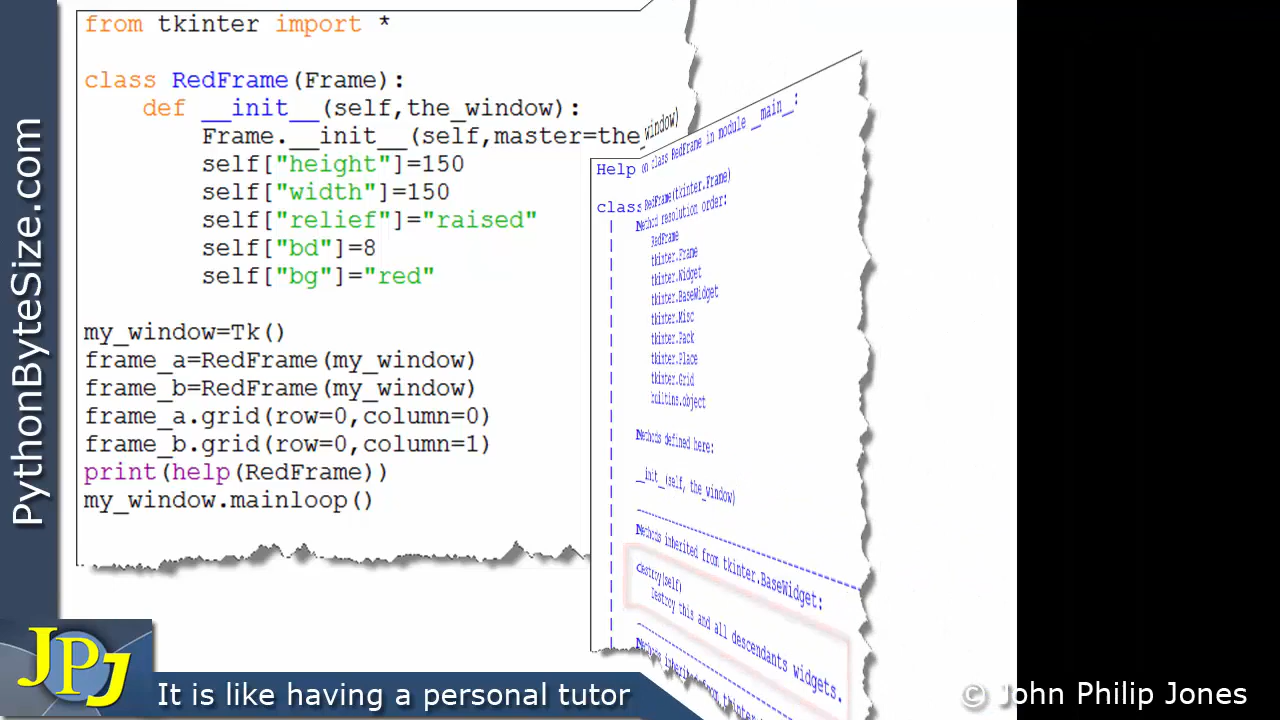 from tkinter import *
class RedFrame(Frame):
def __init__(self,the_window):
Frame.__init__(self,master=the_window)
self["height"]=150
self["width"]=150
self["relief"]="raised"
self["bd"]=8
self["bg"]="red"
my_window=Tk()
frame_a=RedFrame(my_window)
frame_b=RedFrame(my_window)
frame_a.grid(row=0,column=0)
frame_b.grid(row=0,column=1)
print(help(RedFrame))
my_window.mainloop()
Help on class RedFrame in module __main__:
class RedFrame(tkinter.Frame)
Method resolution order:
RedFrame
tkinter.Frame
tkinter.Widget
tkinter.BaseWidget
tkinter.Misc
tkinter.Pack
tkinter.Place
tkinter.Grid
builtins.object
Methods defined here:
__init__(self, the_window)
Methods inherited from tkinter.BaseWidget:
destroy(self)
Destroy this and all descendants widgets.
Methods inherited from
PythonByteSize.com
JPJ
It is like having a personal tutor
© John Philip Jones